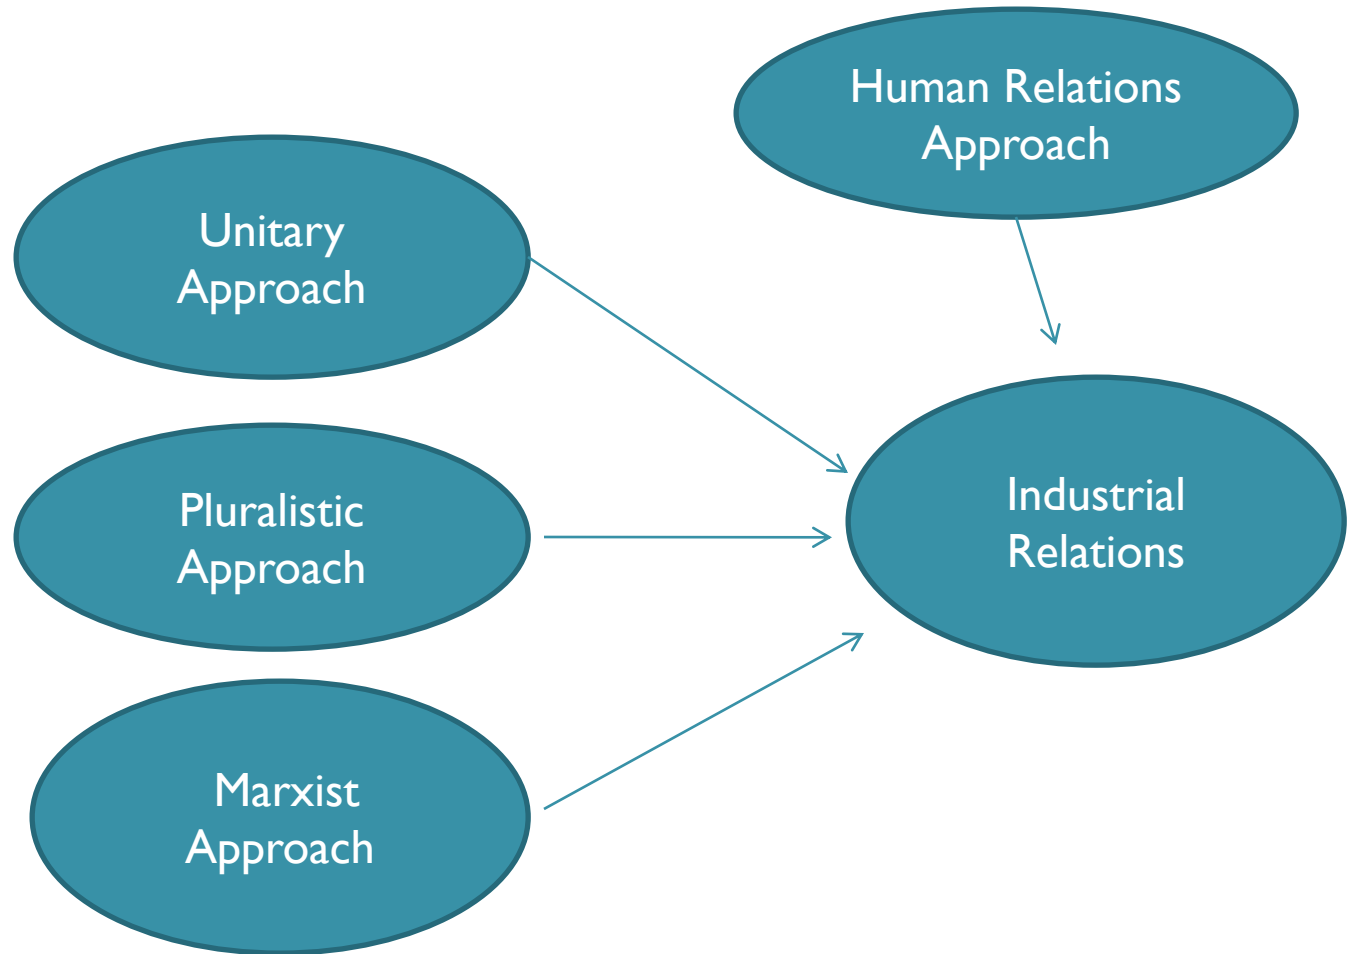 Human Relations
Approach
Unitary
Approach
Pluralistic
Approach
Industrial
Relations
Marxist
Approach